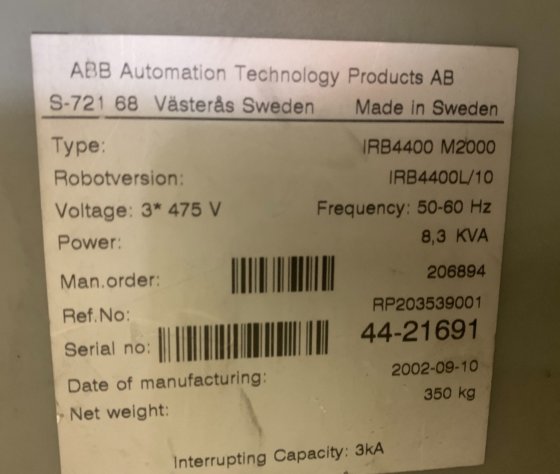 ABB Automation Technology Products AB
S-721 68 Västerås Sweden Made in Sweden
Type: IRB4400 M2000
Robotversion: IRB4400L/10
Voltage: 3* 475 V Frequency: 50-60 Hz
Power: 8,3 KVA
Man.order: 206894
Ref.No: RP203539001
Serial no: 44-21691
Date of manufacturing: 2002-09-10
Net weight: 350 kg
Interrupting Capacity: 3kA